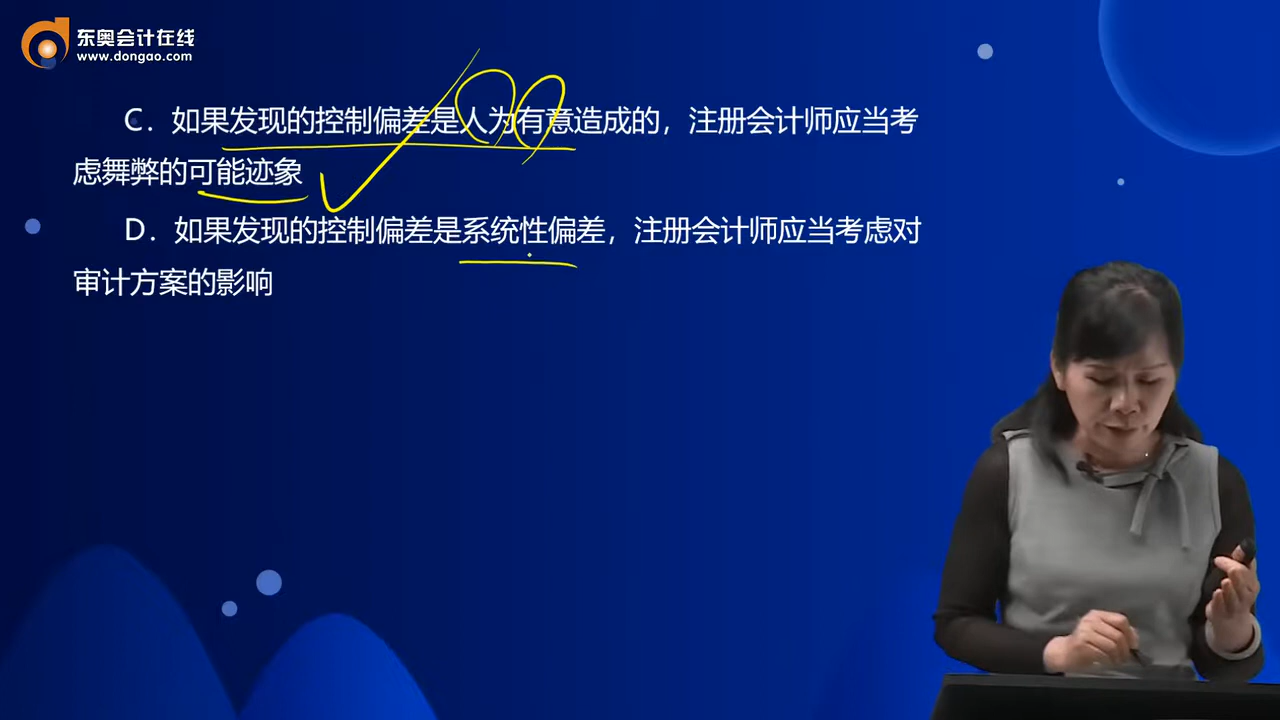 东奥会计在线
www.dongao.com
C．如果发现的控制偏差是人为有意造成的，注册会计师应当考
虑舞弊的可能迹象
D．如果发现的控制偏差是系统性偏差，注册会计师应当考虑对
审计方案的影响